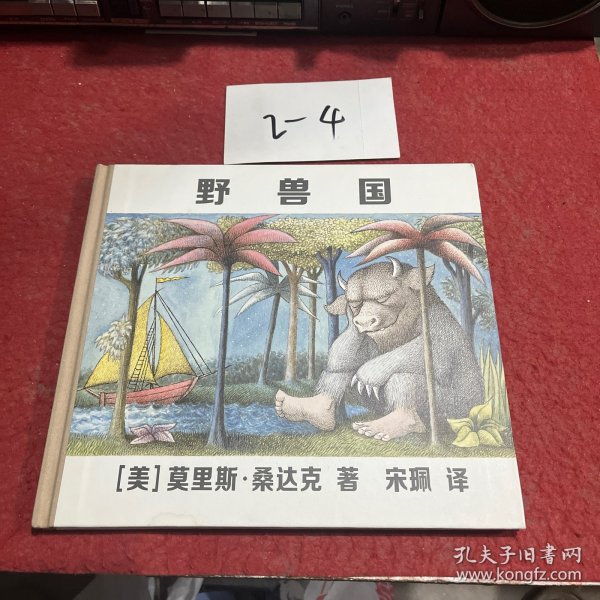 2-4
野兽国
[美]莫里斯·桑达克 著 宋珮 译
孔夫子旧书网
www.kongfz.com